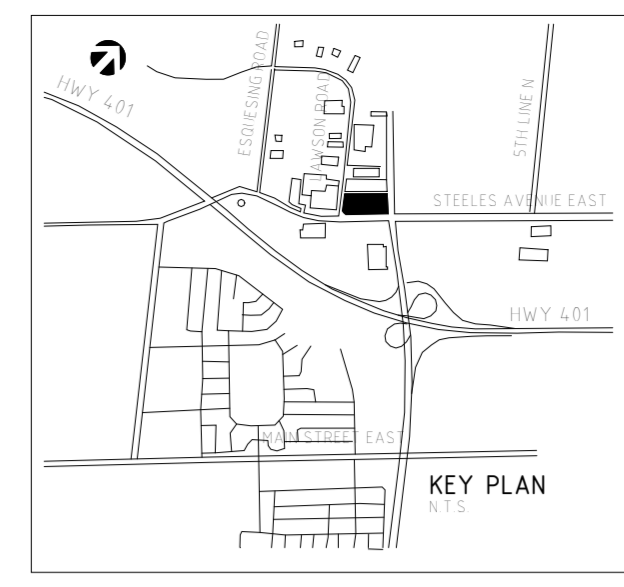 HWY 401
ESQUESING ROAD
LAWSON ROAD
5TH LINE N
STEELES AVENUE EAST
HWY 401
MAIN STREET EAST
KEY PLAN
N.T.S.